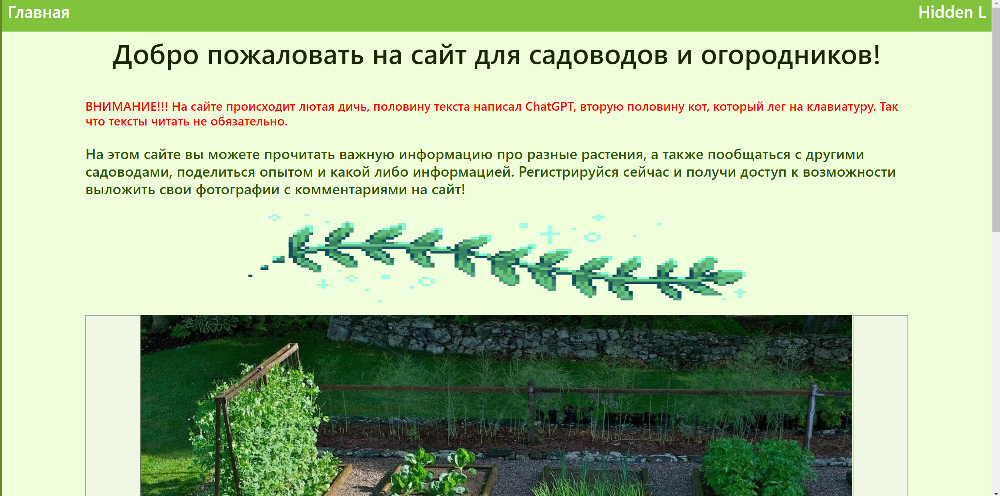 Главная
Hidden L
Добро пожаловать на сайт для садоводов и огородников!
ВНИМАНИЕ!!! На сайте происходит лютая дичь, половину текста написал ChatGPT, вторую половину кот, который лег на клавиатуру. Так
что тексты читать не обязательно.
На этом сайте вы можете прочитать важную информацию про разные растения, а также пообщаться с другими
садоводами, поделиться опытом и какой либо информацией. Регистрируйся сейчас и получи доступ к возможности
выложить свои фотографии с комментариями на сайт!